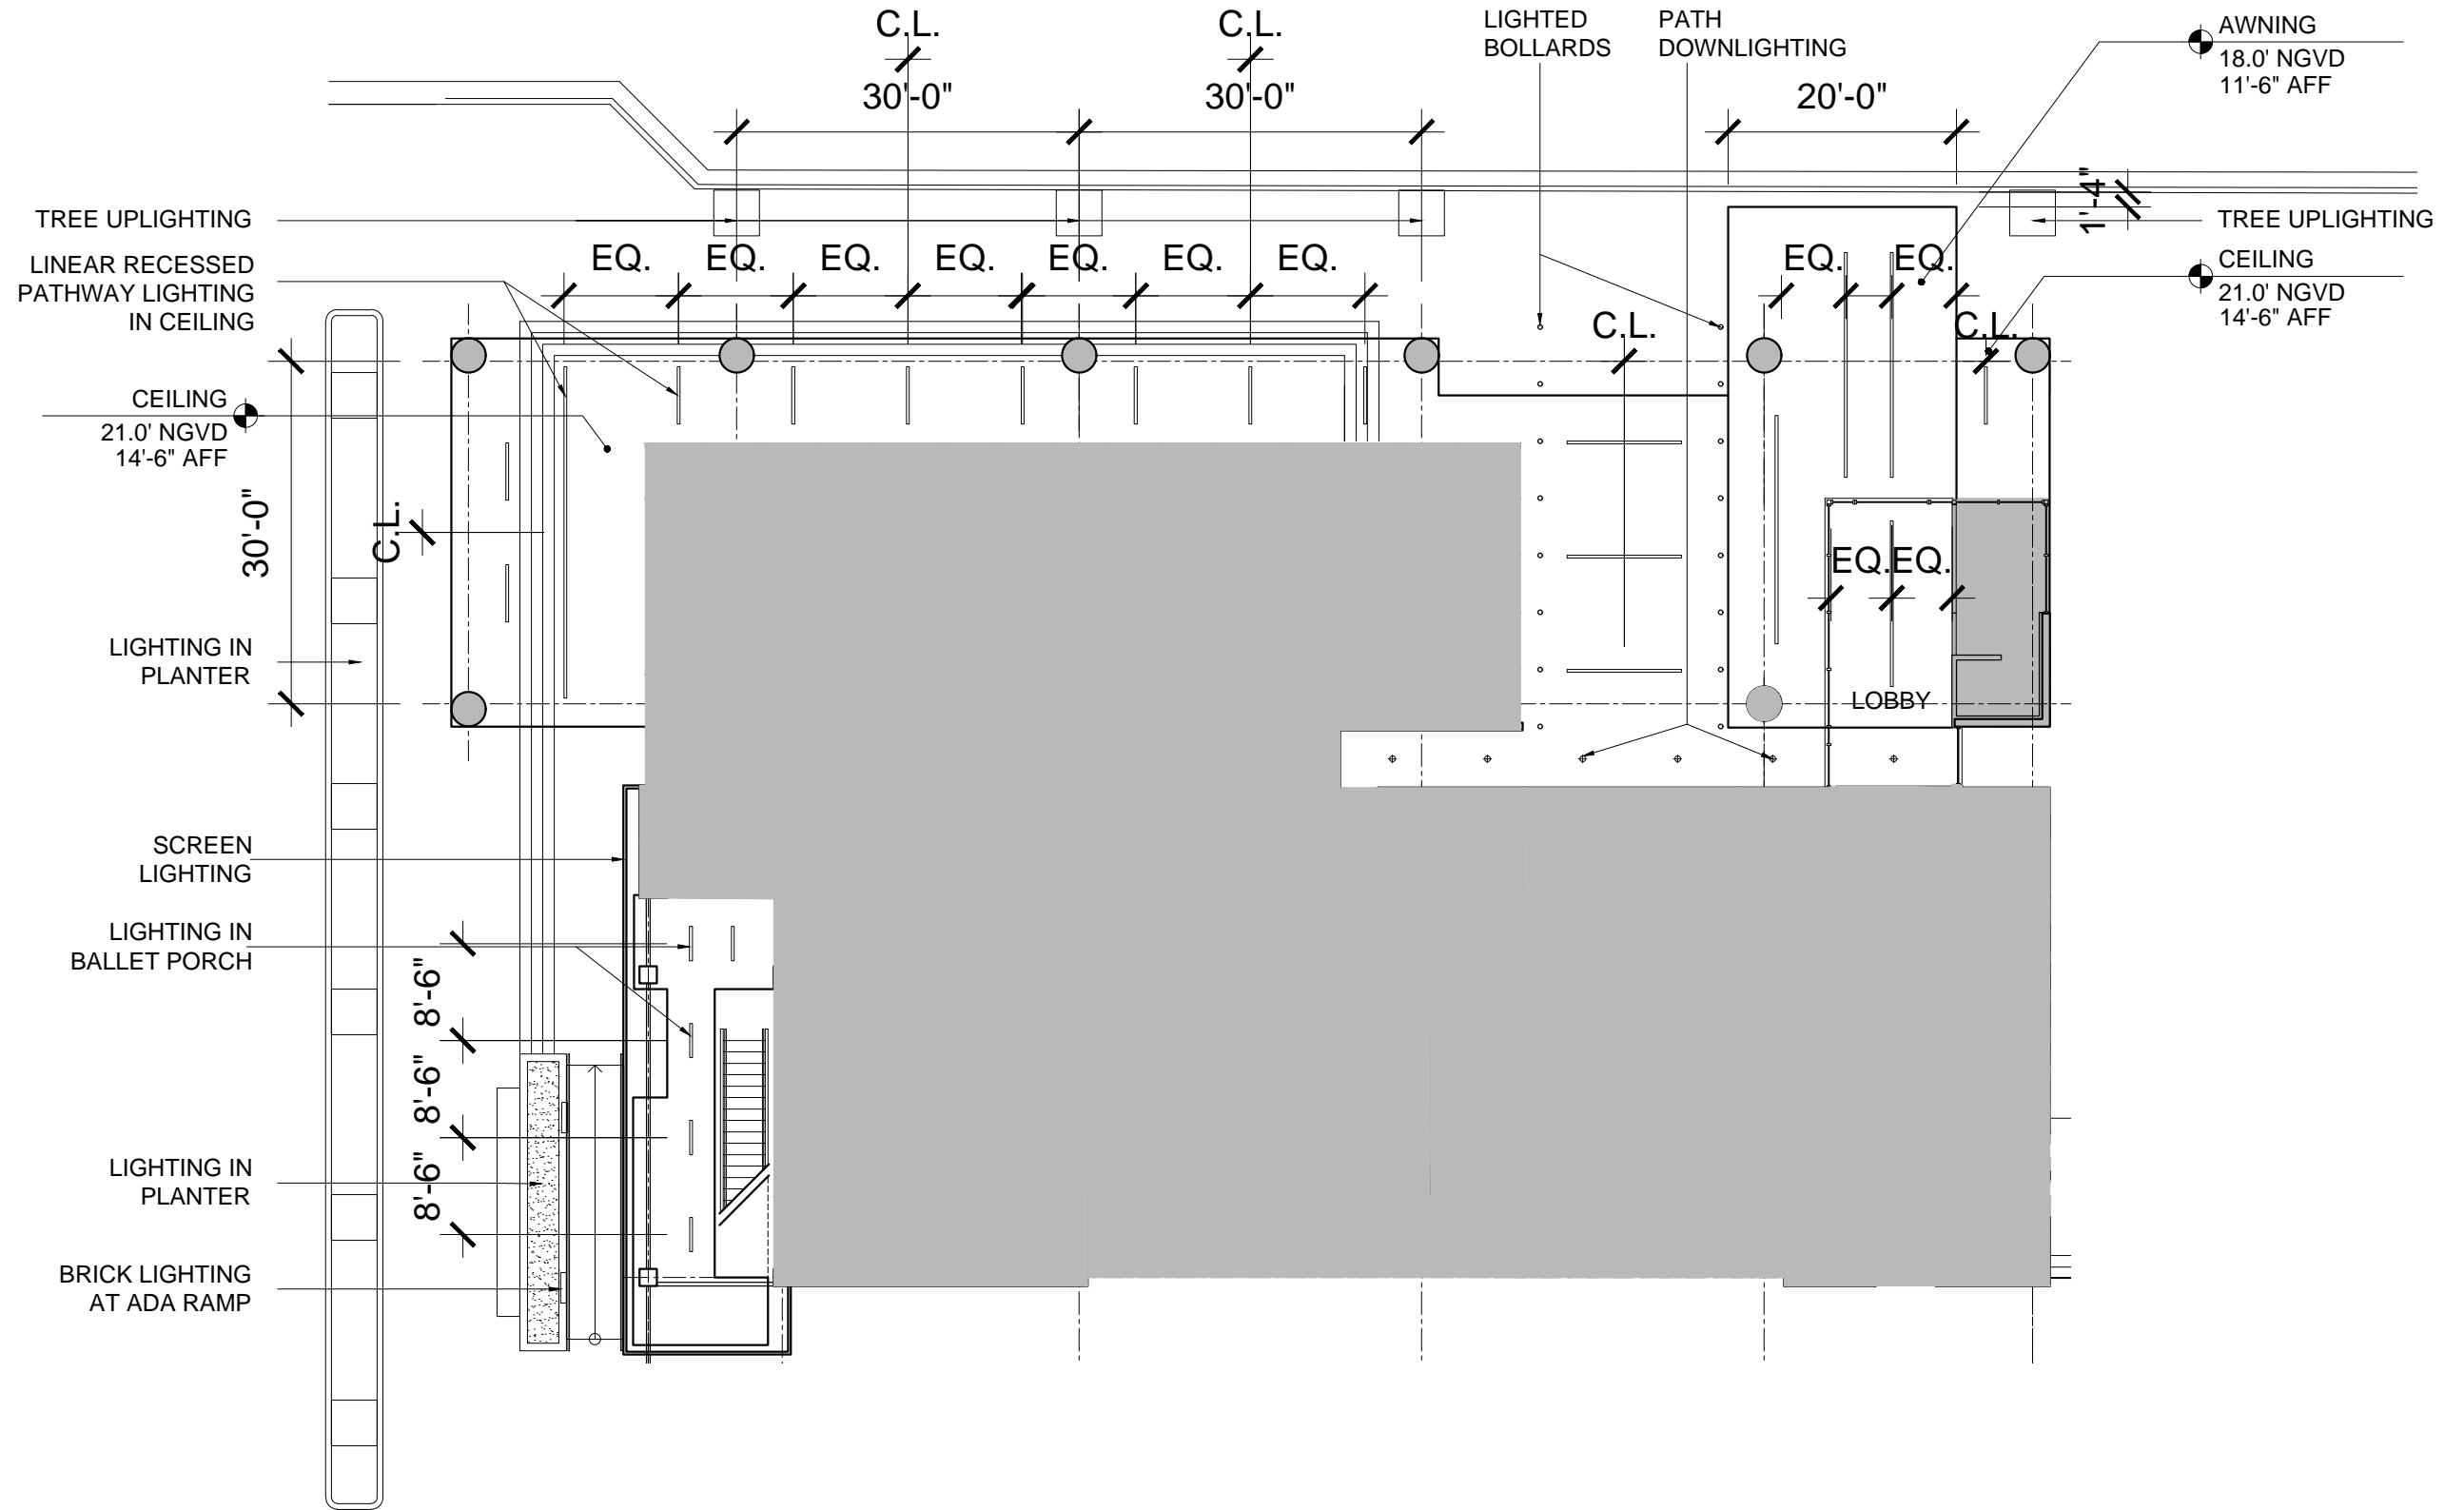 C.L.
C.L.
LIGHTED
BOLLARDS
PATH
DOWNLIGHTING
AWNING
18.0' NGVD
11'-6" AFF
30'-0"
30'-0"
20'-0"
1'-4"
TREE UPLIGHTING
TREE UPLIGHTING
EQ.
EQ.
EQ.
EQ.
EQ.
EQ.
EQ.
EQ.
EQ.
LINEAR RECESSED
PATHWAY LIGHTING
IN CEILING
CEILING
21.0' NGVD
14'-6" AFF
C.L.
C.L.
CEILING
21.0' NGVD
14'-6" AFF
30'-0"
C.L.
EQ.
EQ.
LIGHTING IN
PLANTER
LOBBY
SCREEN
LIGHTING
LIGHTING IN
BALLET PORCH
8'-6"
8'-6"
8'-6"
LIGHTING IN
PLANTER
BRICK LIGHTING
AT ADA RAMP